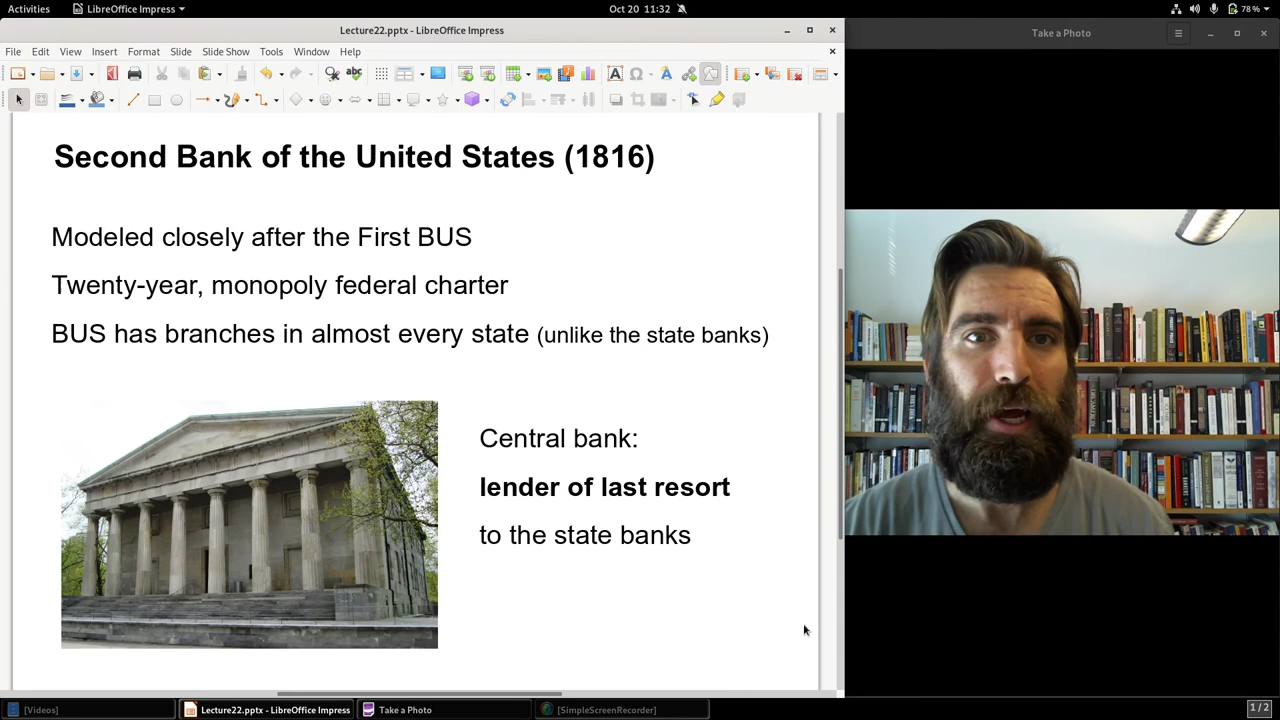 Activities
LibreOffice Impress
Oct 20 11:32
78%
Lecture22.pptx - LibreOffice Impress
Take a Photo
File Edit View Insert Format Slide Slide Show Tools Window Help
Second Bank of the United States (1816)
Modeled closely after the First BUS
Twenty-year, monopoly federal charter
BUS has branches in almost every state (unlike the state banks)
Central bank:
lender of last resort
to the state banks
[Videos]
Lecture22.pptx - LibreOffice Impress
Take a Photo
[SimpleScreenRecorder]
1 / 2